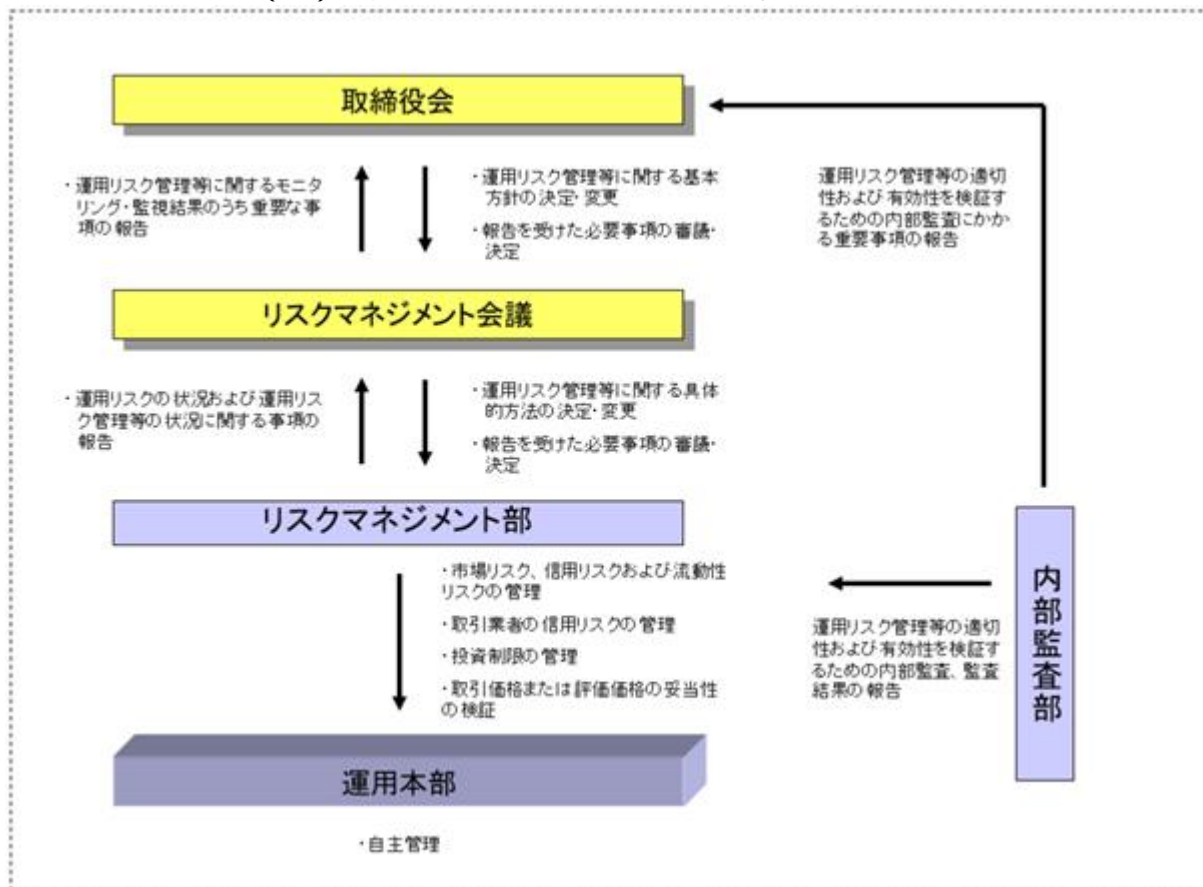 取締役会
・運用リスク管理等に関するモニ
タリング・監視結果のうち重要な事
項の報告
・運用リスク管理等に関する基本
方針の決定・変更
・報告を受けた必要事項の審議・
決定
運用リスク管理等の適切
性および有効性を検証す
るための内部監査にかか
る重要事項の報告
リスクマネジメント会議
・運用リスクの状況および運用リス
ク管理等の状況に関する事項の
報告
・運用リスク管理等に関する具体
的方法の決定・変更
・報告を受けた必要事項の審議・
決定
リスクマネジメント部
・市場リスク、信用リスクおよび流動性
リスクの管理
・取引業者の信用リスクの管理
・投資制限の管理
・取引価格または評価価格の妥当性
の検証
運用リスク管理等の適切
性および有効性を検証す
るための内部監査、監査
結果の報告
内部監査部
運用本部
・自主管理